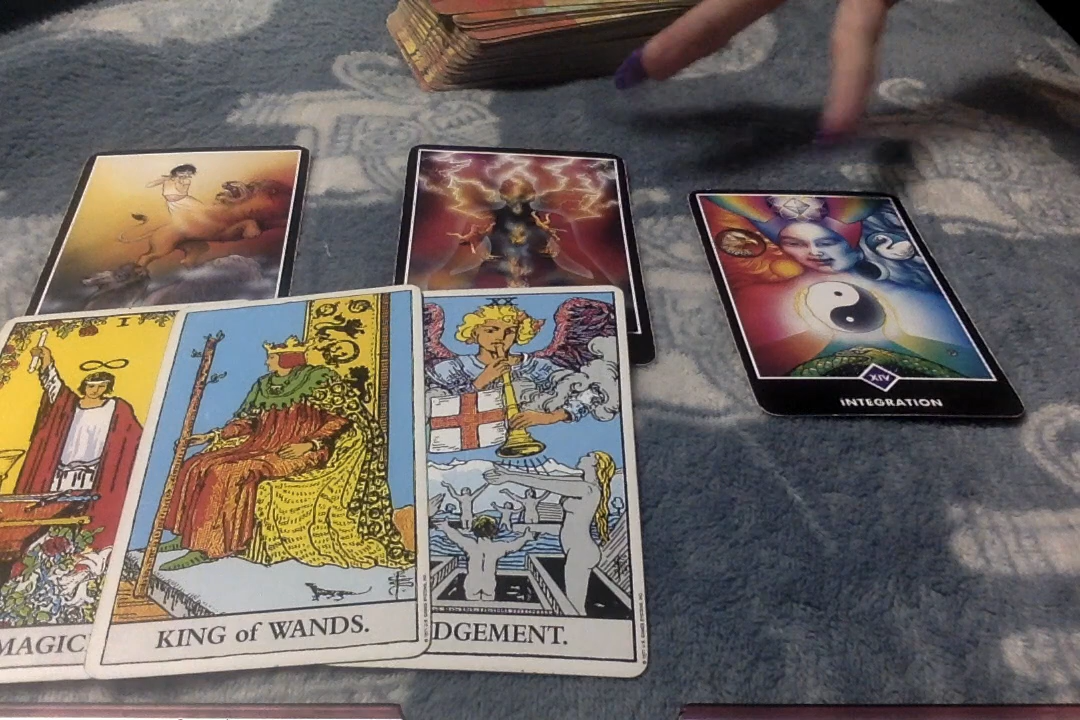 XIV
INTEGRATION
I
XX
MAGIC
KING of WANDS.
DGEMENT.